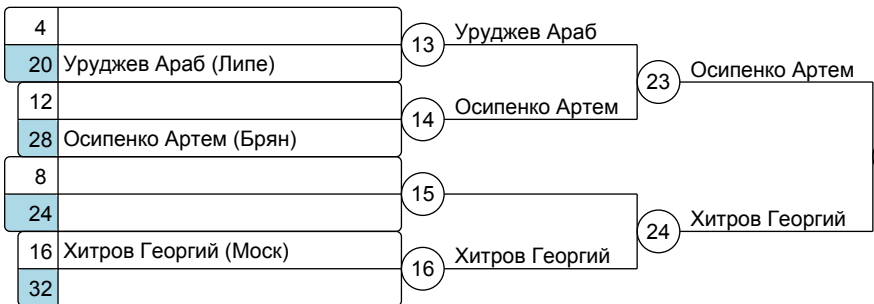 4
20 Уруджев Араб (Липе)
13 Уруджев Араб
12
28 Осипенко Артем (Брян)
14 Осипенко Артем
23 Осипенко Артем
8
24
15
16 Хитров Георгий (Моск)
32
16 Хитров Георгий
24 Хитров Георгий